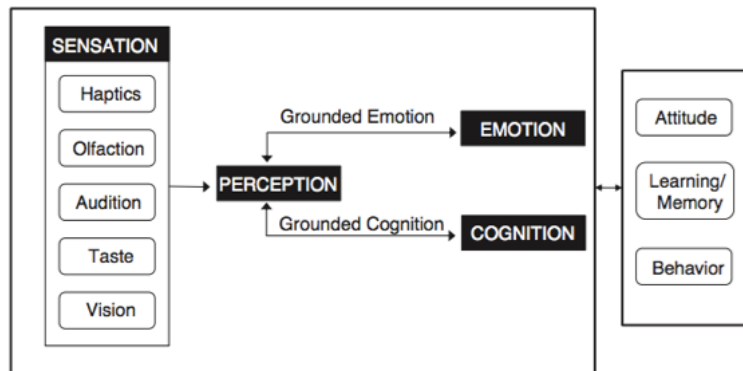 SENSATION
Haptics
Olfaction
Audition
Taste
Vision
PERCEPTION
Grounded Emotion
EMOTION
Grounded Cognition
COGNITION
Attitude
Learning/
Memory
Behavior